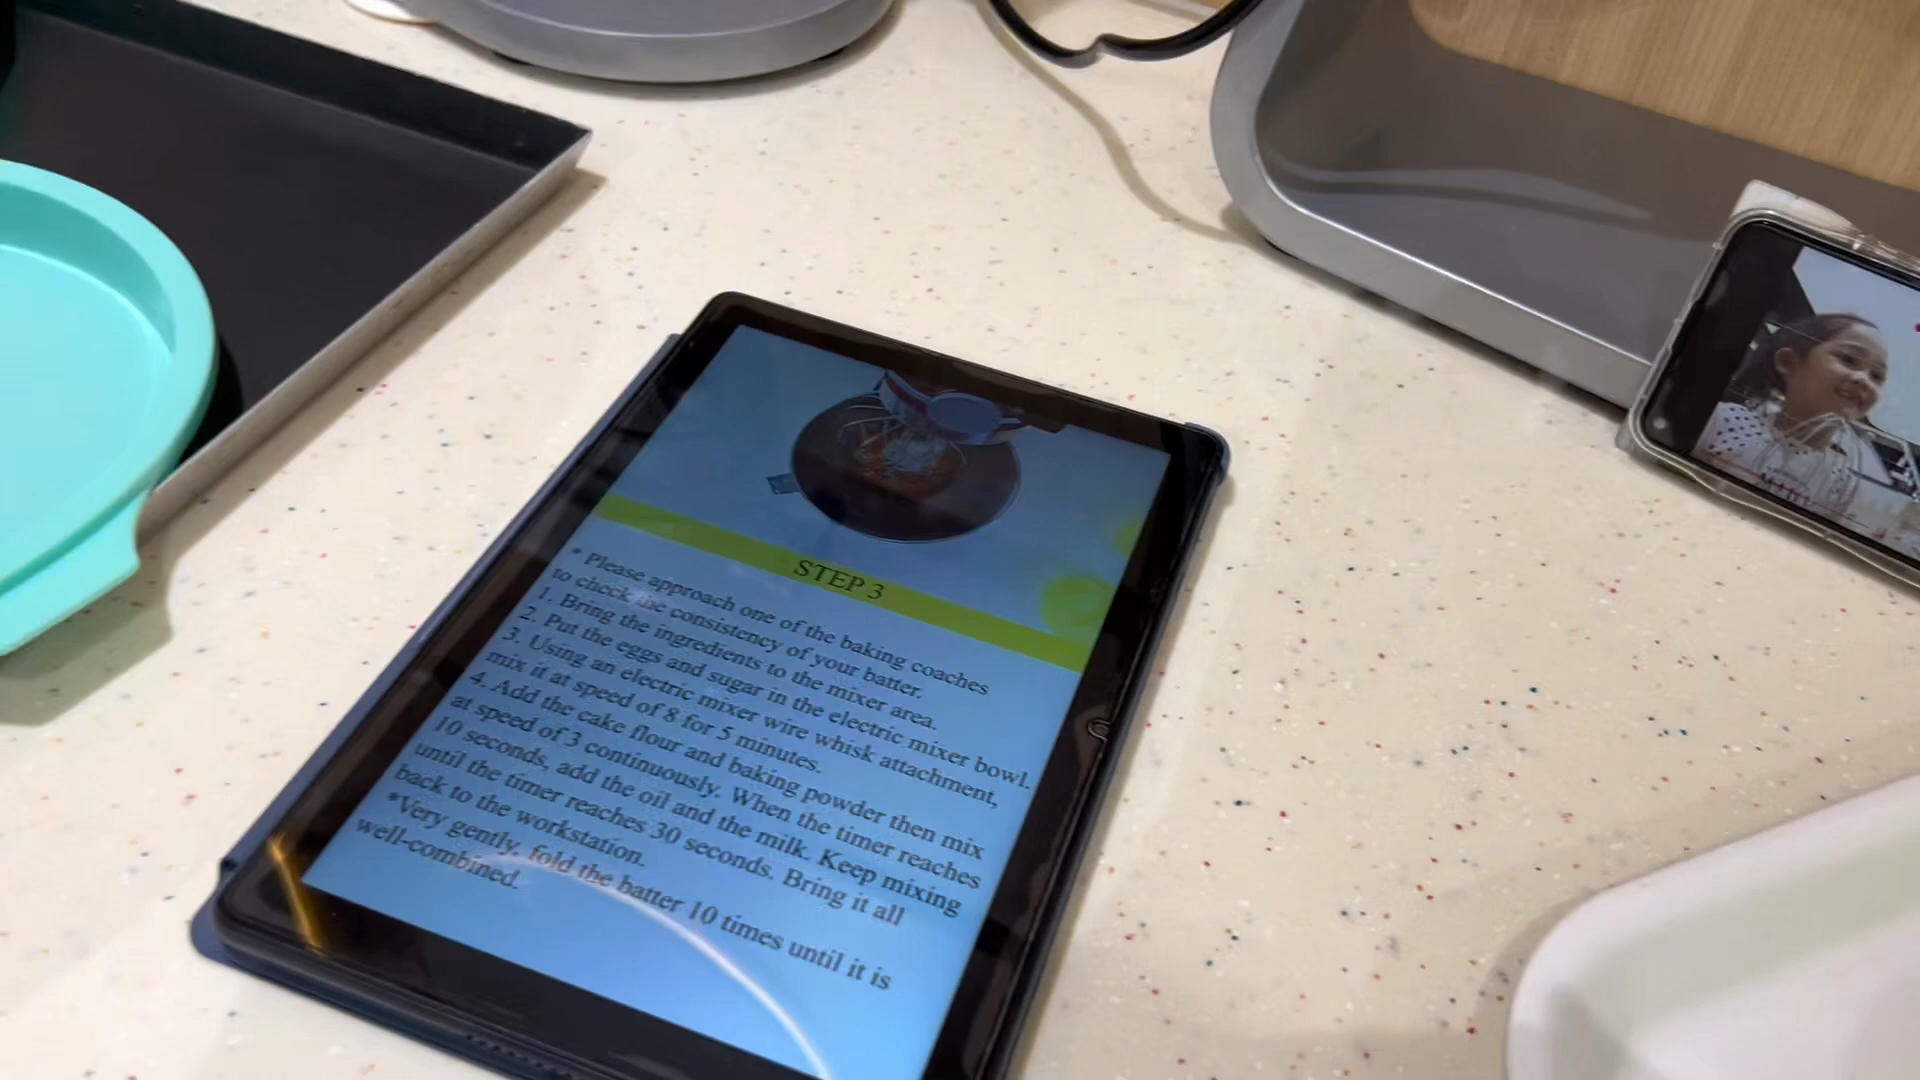 STEP 3
* Please approach one of the baking coaches
to check the consistency of your batter.
1. Bring the ingredients to the mixer area.
2. Put the eggs and sugar in the electric mixer bowl.
3. Using an electric mixer wire whisk attachment,
mix it at speed of 8 for 5 minutes.
4. Add the cake flour and baking powder then mix
at speed of 3 continuously. When the timer reaches
10 seconds, add the oil and the milk. Keep mixing
until the timer reaches 30 seconds. Bring it all
back to the workstation.
*Very gently, fold the batter 10 times until it is
well-combined.